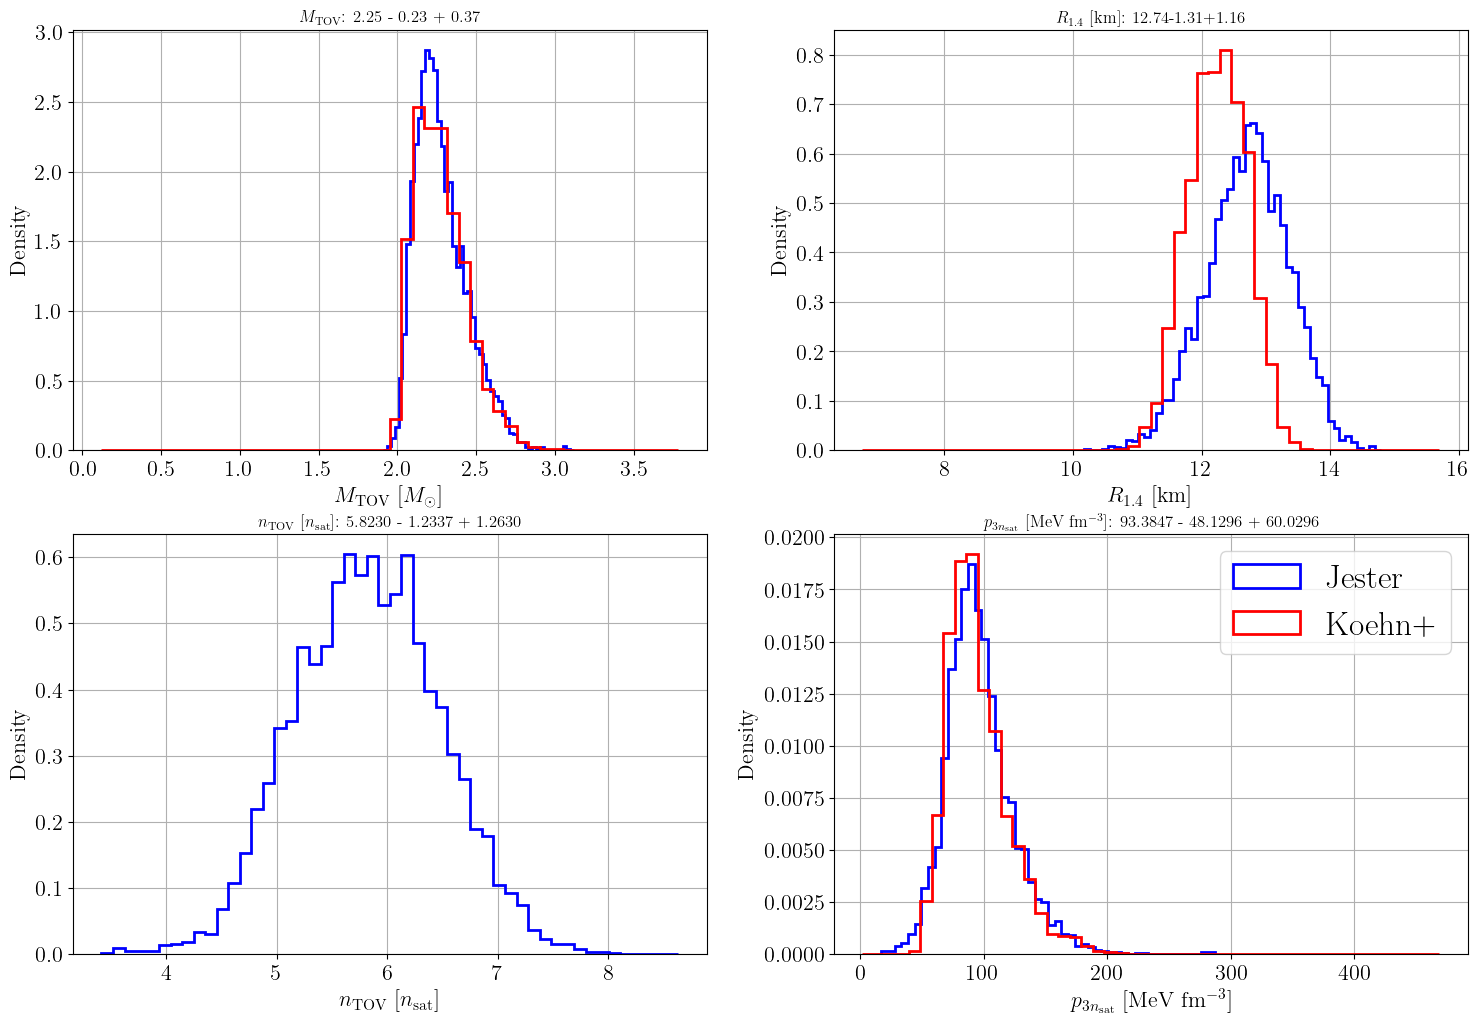 M_TOV: 2.25 - 0.23 + 0.37
3.0
2.5
2.0
1.5
1.0
0.5
0.0
Density
0.0 0.5 1.0 1.5 2.0 2.5 3.0 3.5
M_TOV [M_⊙]
R_1.4 [km]: 12.74-1.31+1.16
0.8
0.7
0.6
0.5
0.4
0.3
0.2
0.1
0.0
Density
8 10 12 14 16
R_1.4 [km]
n_TOV [n_sat]: 5.8230 - 1.2337 + 1.2630
0.6
0.5
0.4
0.3
0.2
0.1
0.0
Density
4 5 6 7 8
n_TOV [n_sat]
p_3n_sat [MeV fm⁻³]: 93.3847 - 48.1296 + 60.0296
0.0200
0.0175
0.0150
0.0125
0.0100
0.0075
0.0050
0.0025
0.0000
Density
Jester
Koehn+
0 100 200 300 400
p_3n_sat [MeV fm⁻³]